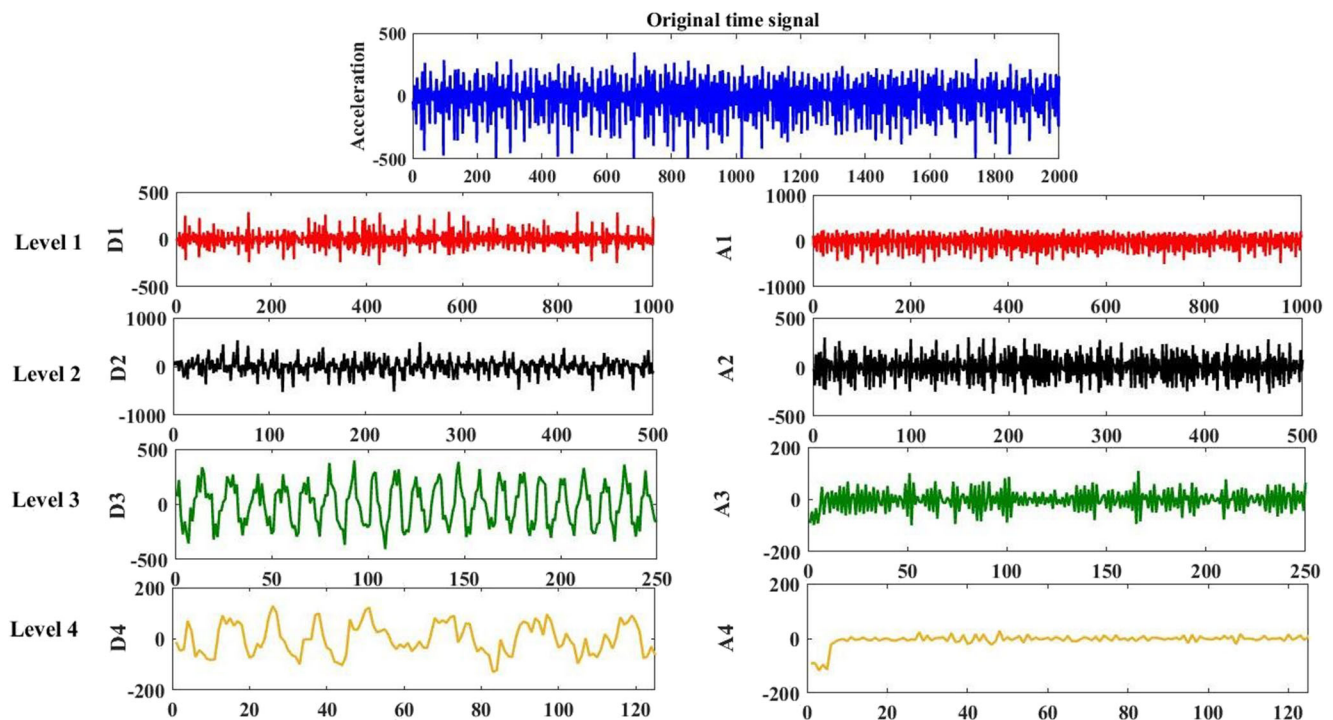 Original time signal
Acceleration
500
0
-500
0 200 400 600 800 1000 1200 1400 1600 1800 2000
Level 1
D1
500
0
-500
0 200 400 600 800 1000
A1
1000
0
-1000
0 200 400 600 800 1000
Level 2
D2
1000
0
-1000
0 100 200 300 400 500
A2
500
0
-500
0 100 200 300 400 500
Level 3
D3
500
0
-500
0 50 100 150 200 250
A3
200
0
-200
0 50 100 150 200 250
Level 4
D4
200
0
-200
0 20 40 60 80 100 120
A4
200
0
-200
0 20 40 60 80 100 120